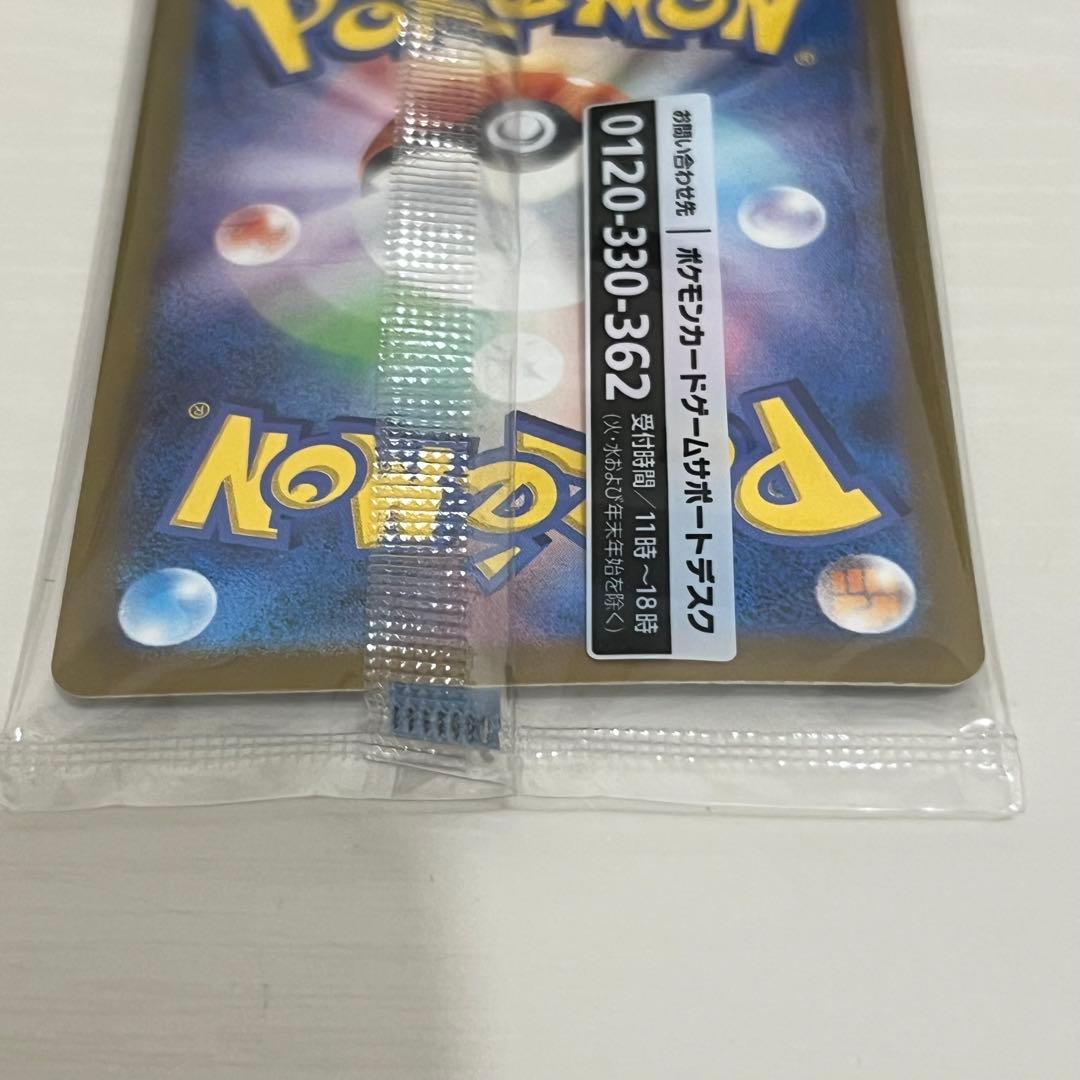 POKéMON
®
お問い合わせ先 | ポケモンカードゲームサポートデスク
0120-330-362 受付時間/11時～18時
(火・水および年末年始を除く)
POKéMON
®